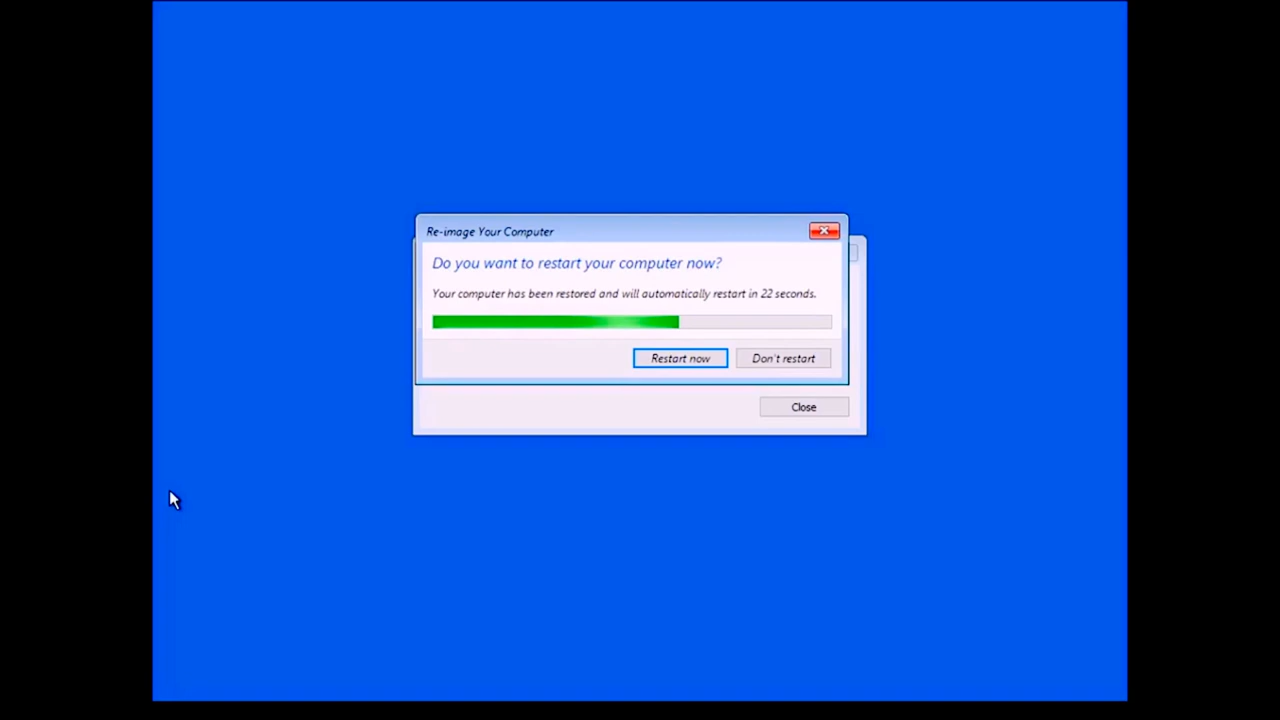 Re-image Your Computer
Do you want to restart your computer now?
Your computer has been restored and will automatically restart in 22 seconds.
Restart now
Don't restart
Close